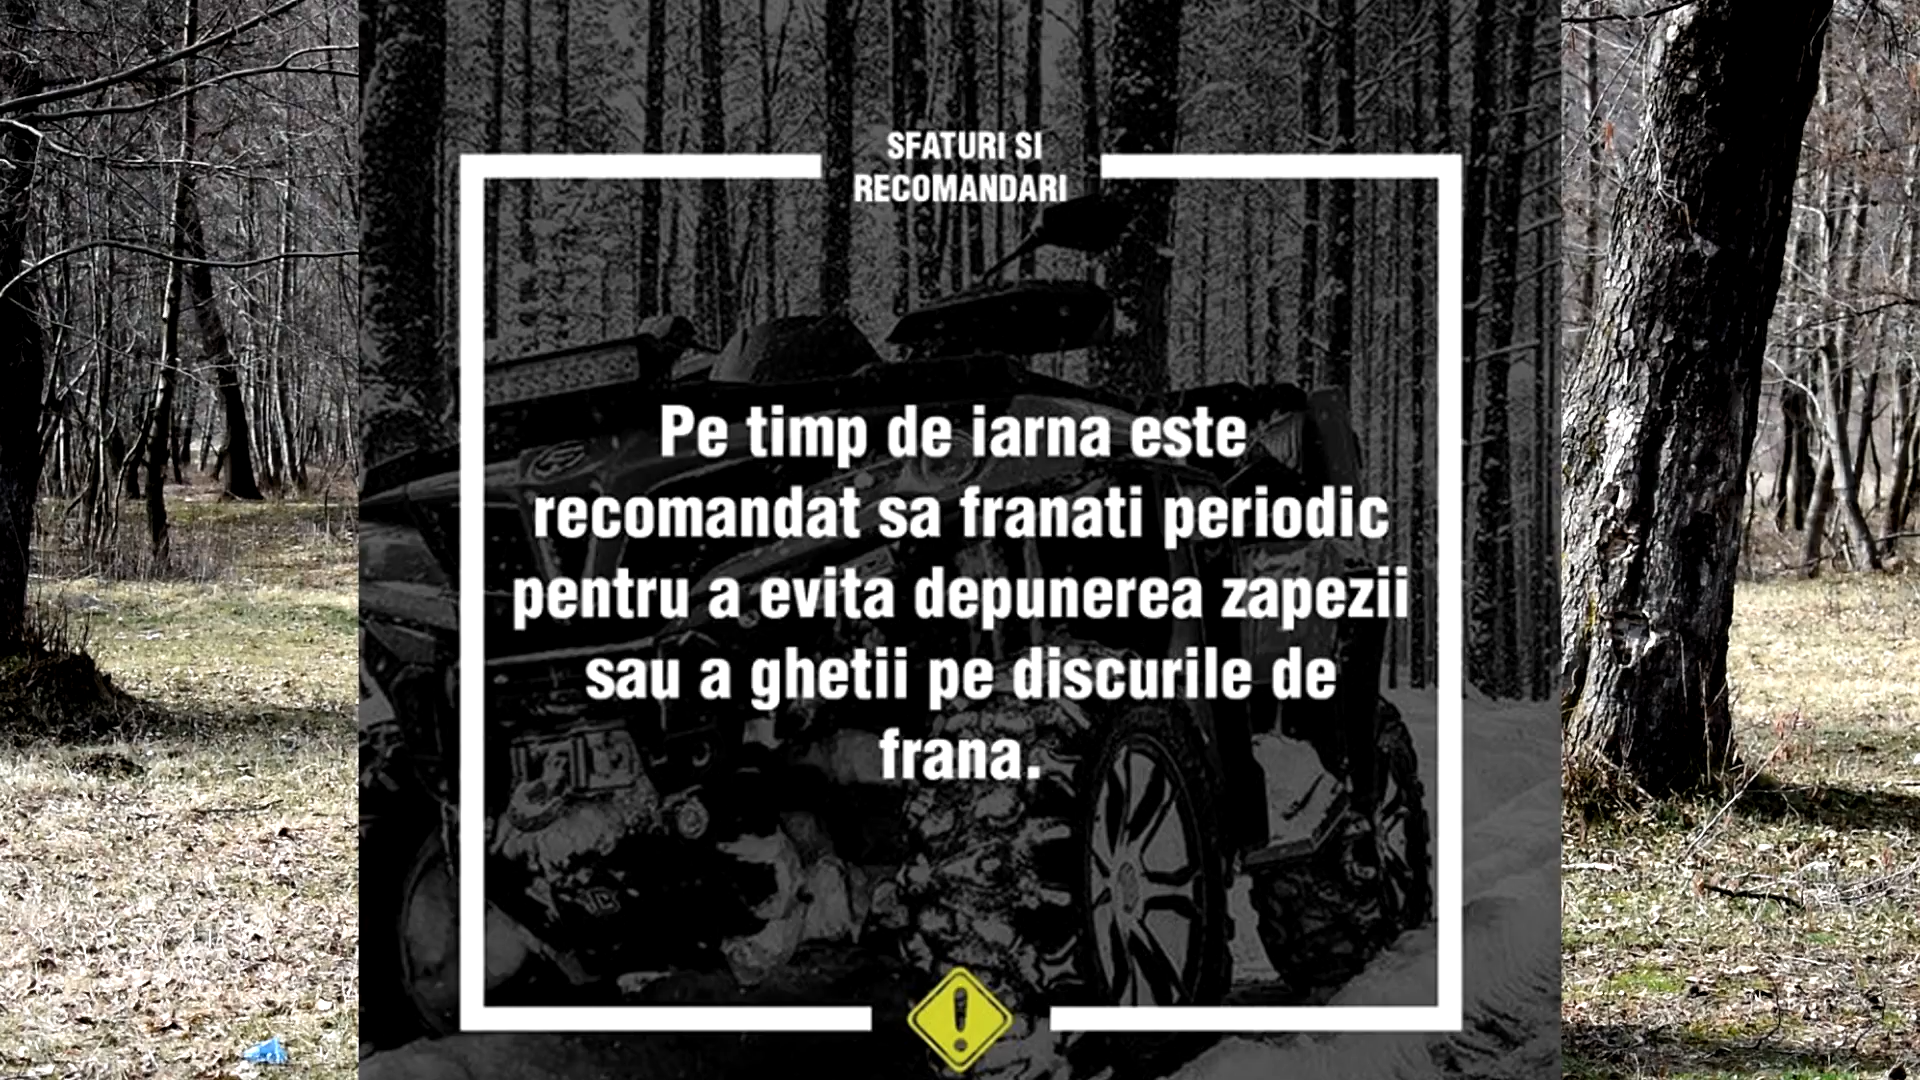 SFATURI SI
RECOMANDARI
Pe timp de iarna este
recomandat sa franati periodic
pentru a evita depunerea zapezii
sau a ghetii pe discurile de
frana.